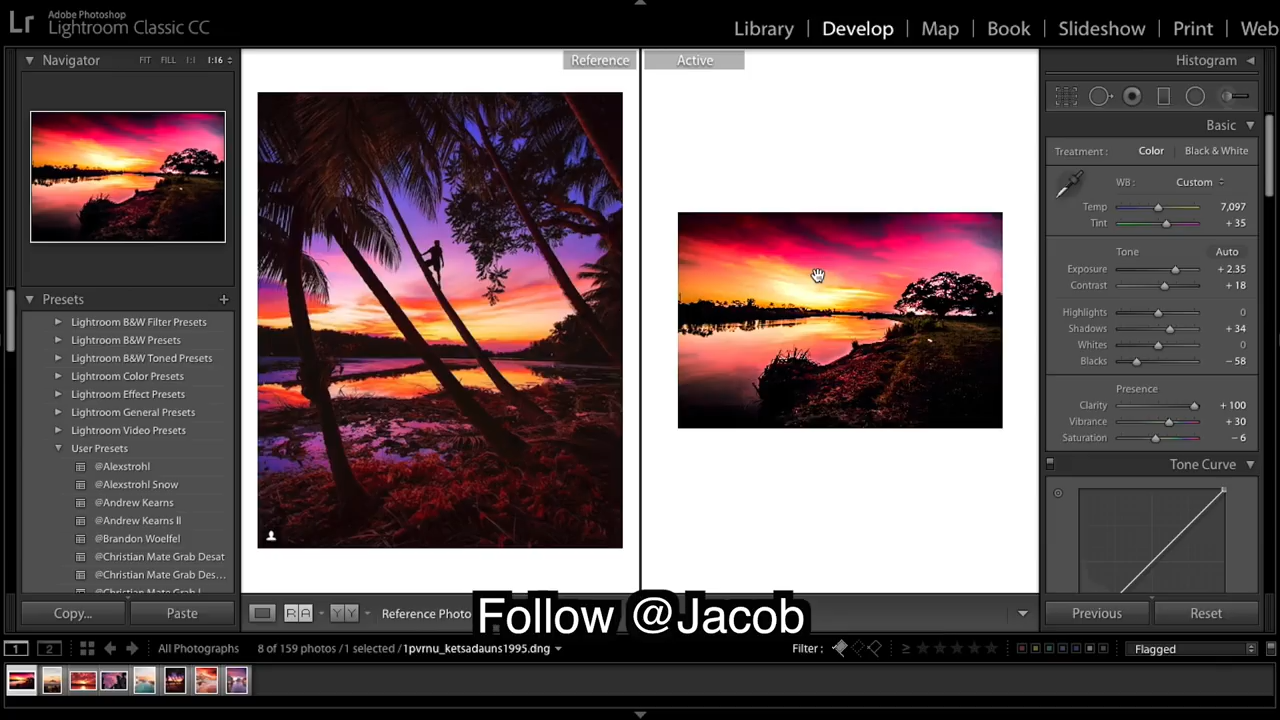 Lr
Adobe Photoshop
Lightroom Classic CC
Library | Develop | Map | Book | Slideshow | Print | Web
Navigator FIT FILL 1:1 1:16
Presets +
Lightroom B&W Filter Presets
Lightroom B&W Presets
Lightroom B&W Toned Presets
Lightroom Color Presets
Lightroom Effect Presets
Lightroom General Presets
Lightroom Video Presets
User Presets
@Alexstrohl
@Alexstrohl Snow
@Andrew Kearns
@Andrew Kearns II
@Brandon Woelfel
@Christian Mate Grab Desat
@Christian Mate Grab Des...
@Christian Mate Grab I
Copy...
Paste
Reference
Active
Histogram
Basic
Treatment : Color Black & White
WB : Custom
Temp 7,097
Tint + 35
Tone Auto
Exposure + 2.35
Contrast + 18
Highlights 0
Shadows + 34
Whites 0
Blacks − 58
Presence
Clarity + 100
Vibrance + 30
Saturation − 6
Tone Curve
Previous
Reset
R A
Y Y
Reference Photo
Follow @Jacob
1 2
All Photographs
8 of 159 photos / 1 selected / 1pvrnu_ketsadauns1995.dng
Filter :
≥
Flagged